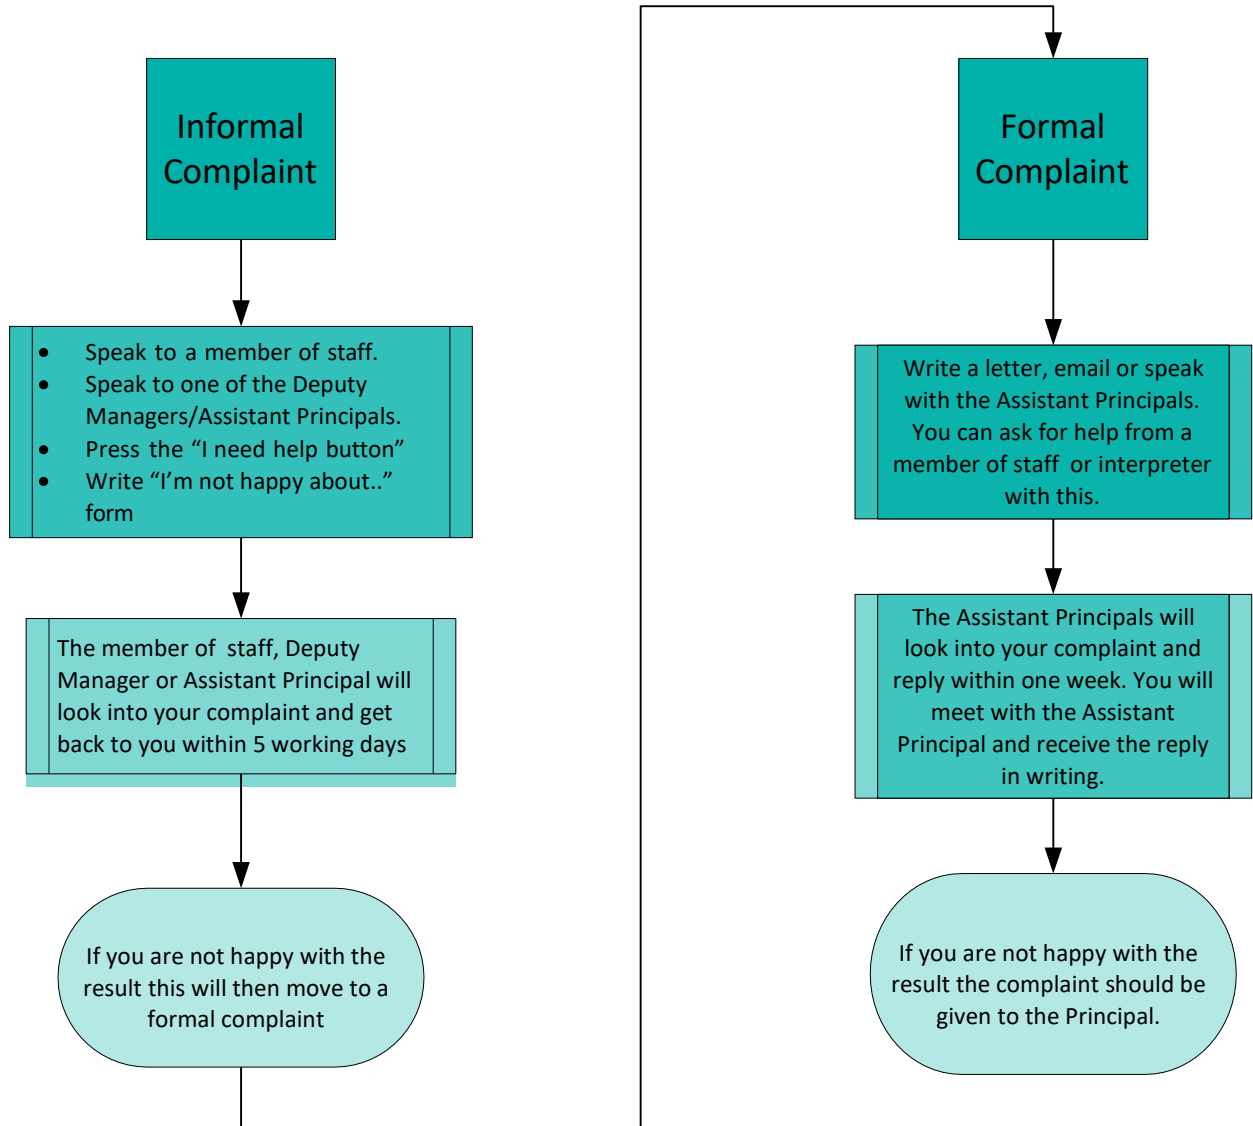 Informal
Complaint
• Speak to a member of staff.
• Speak to one of the Deputy
Managers/Assistant Principals.
• Press the “I need help button”
• Write “I’m not happy about..”
form
The member of staff, Deputy
Manager or Assistant Principal will
look into your complaint and get
back to you within 5 working days
If you are not happy with the
result this will then move to a
formal complaint
Formal
Complaint
Write a letter, email or speak
with the Assistant Principals.
You can ask for help from a
member of staff or interpreter
with this.
The Assistant Principals will
look into your complaint and
reply within one week. You will
meet with the Assistant
Principal and receive the reply
in writing.
If you are not happy with the
result the complaint should be
given to the Principal.